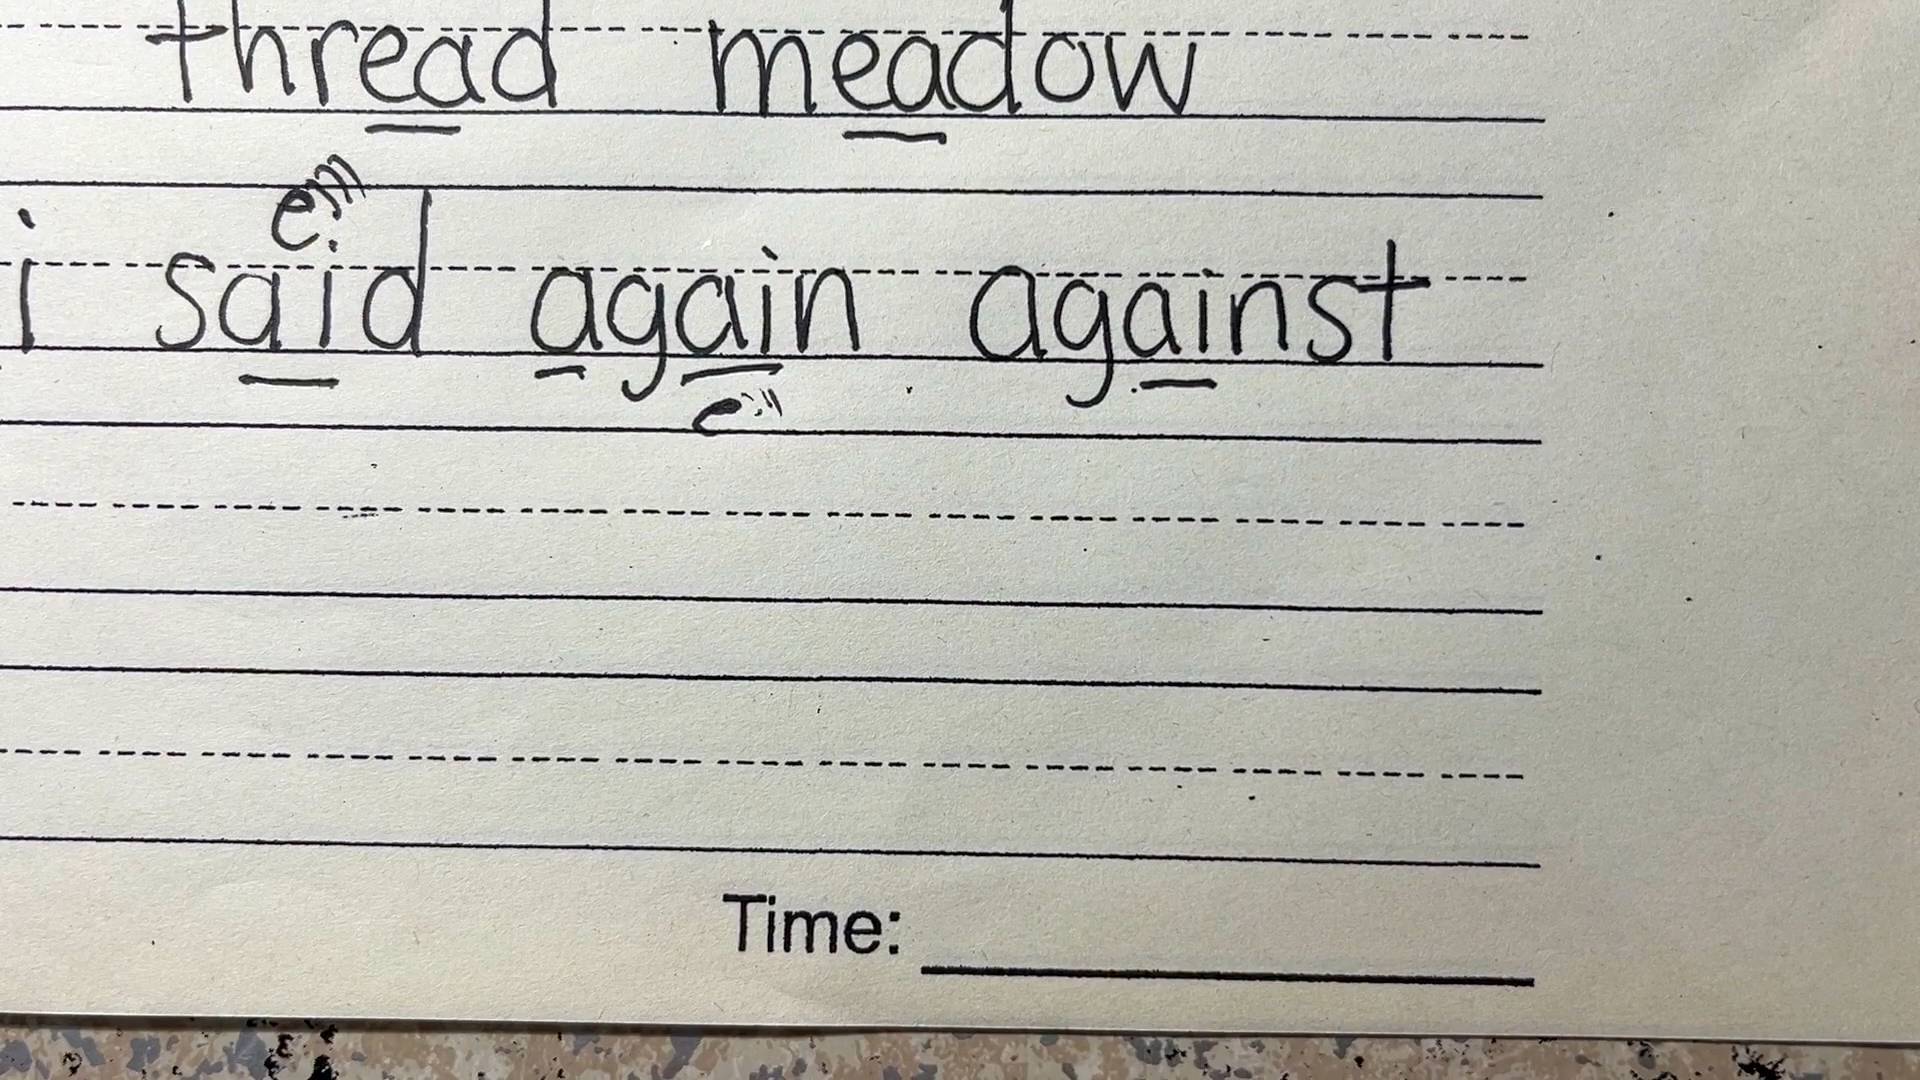 thread meadow
e
i said again against
e
Time: